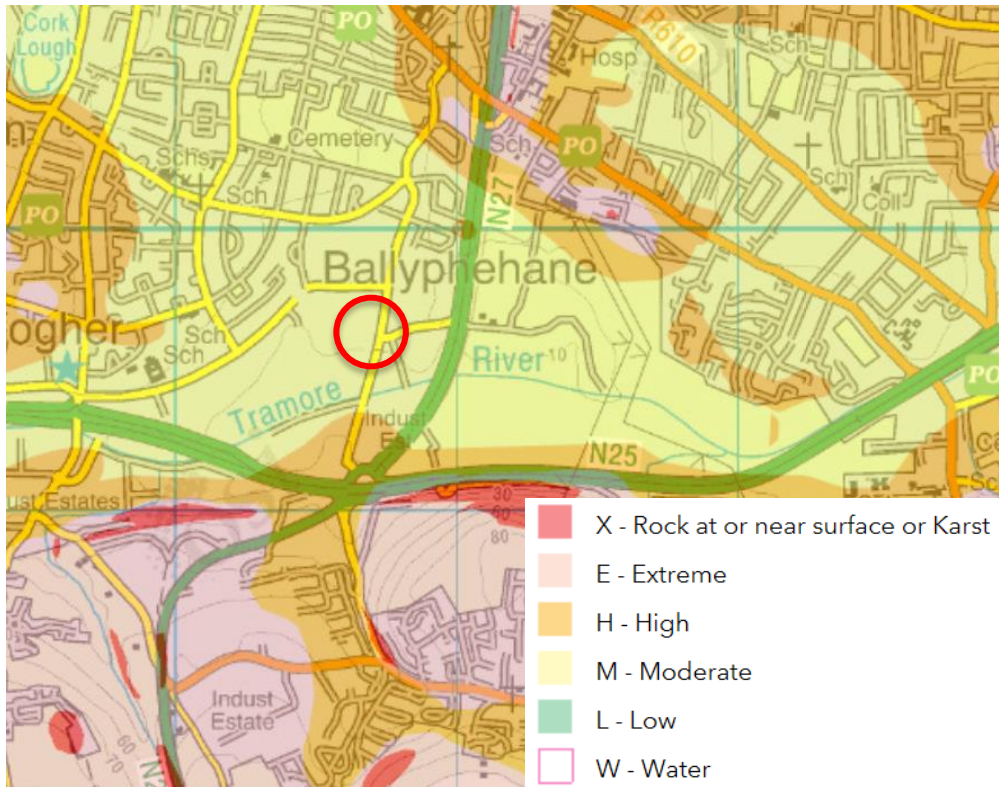 Cork
Lough
PO
R610
Sch
Hosp
Cemetery
Sch
PO
Schs
Sch
Sch
Coll
PO
N27
Ballyphehane
ogher
Sch
Sch
River
10
PO
Tramore
Indust
Est
N25
ust Estates
30
60
80
Indust
Estate
60
70
N2
X - Rock at or near surface or Karst
E - Extreme
H - High
M - Moderate
L - Low
W - Water